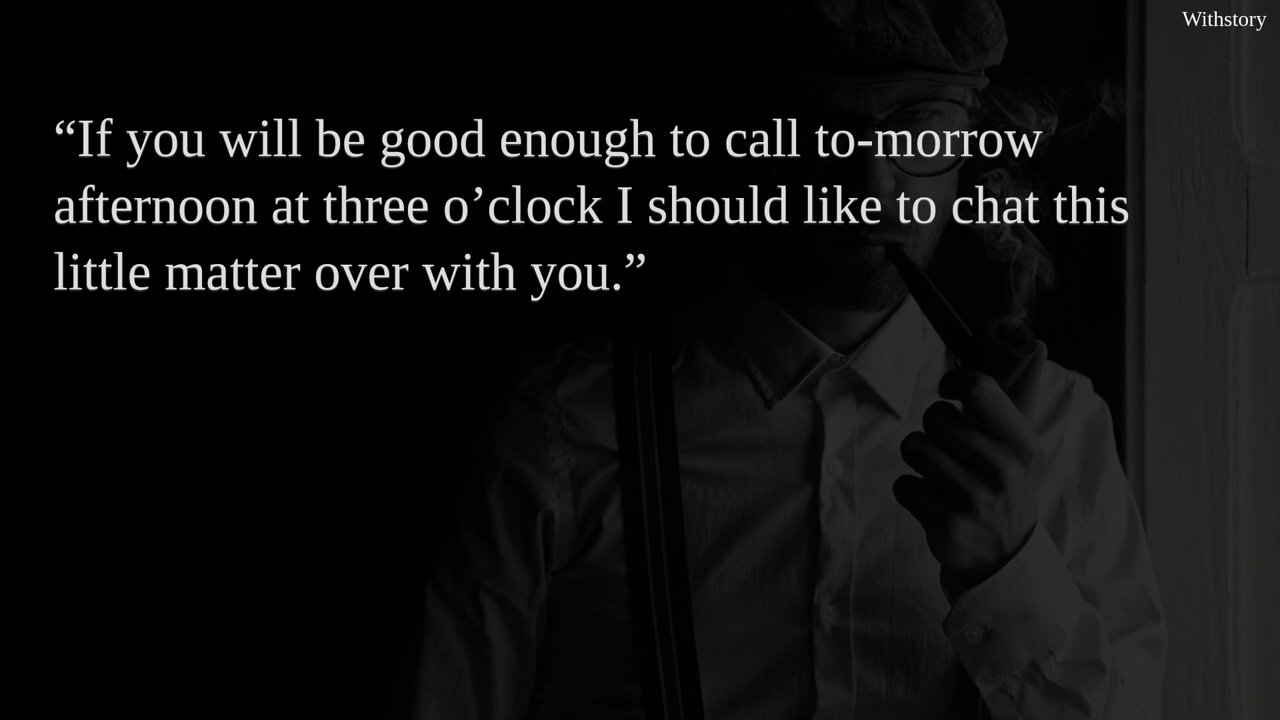 Withstory
“If you will be good enough to call to-morrow
afternoon at three o’clock I should like to chat this
little matter over with you.”